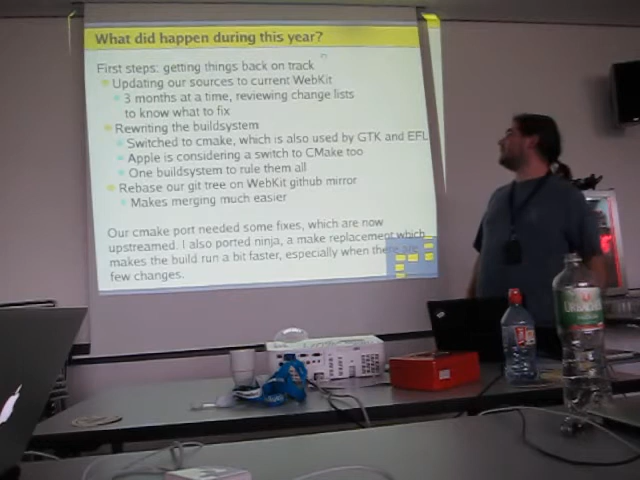 What did happen during this year?
First steps: getting things back on track
Updating our sources to current WebKit
3 months at a time, reviewing change lists
to know what to fix
Rewriting the buildsystem
Switched to cmake, which is also used by GTK and EFL
Apple is considering a switch to CMake too
One buildsystem to rule them all
Rebase our git tree on WebKit github mirror
Makes merging much easier
Our cmake port needed some fixes, which are now
upstreamed. I also ported ninja, a make replacement which
makes the build run a bit faster, especially when there are
few changes.